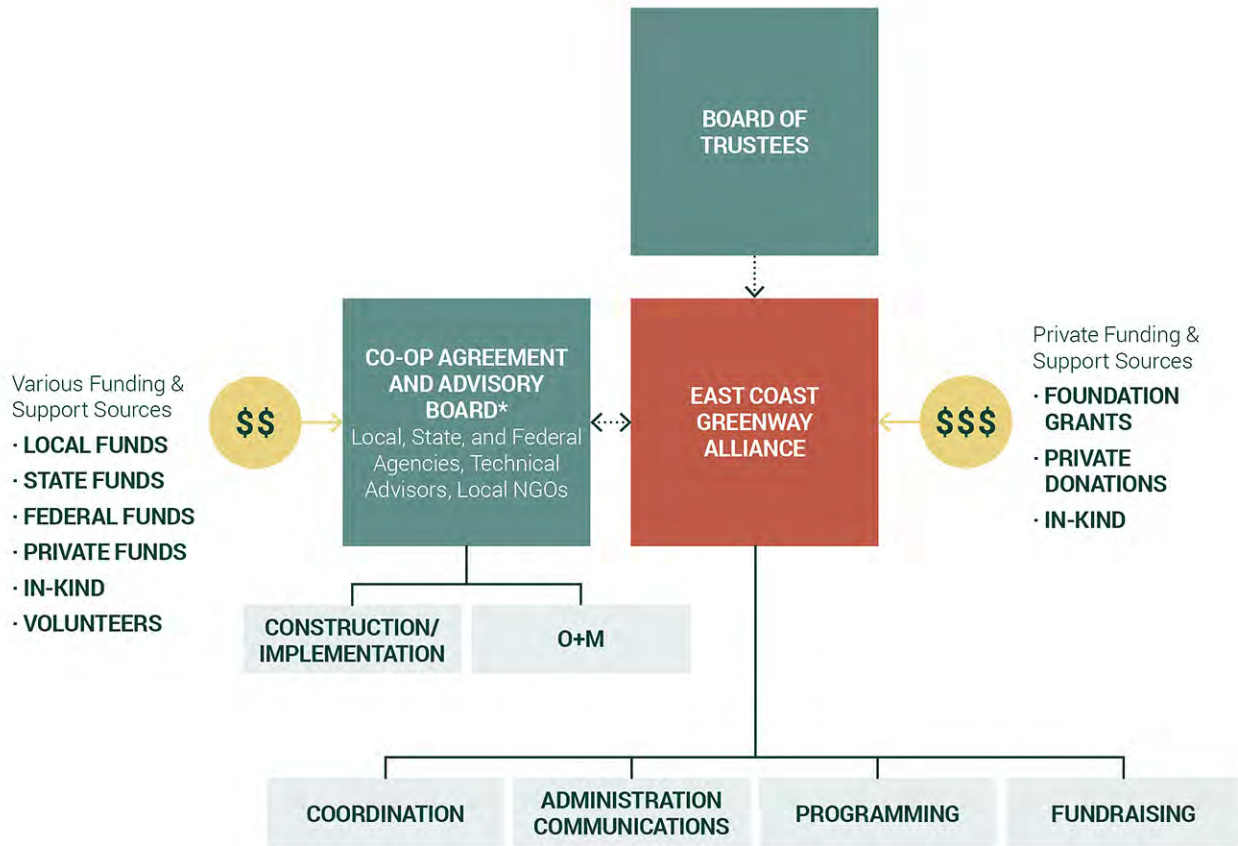 BOARD OF
TRUSTEES
CO-OP AGREEMENT
AND ADVISORY
BOARD*
Local, State, and Federal
Agencies, Technical
Advisors, Local NGOs
EAST COAST
GREENWAY
ALLIANCE
Various Funding &
Support Sources
· LOCAL FUNDS
· STATE FUNDS
· FEDERAL FUNDS
· PRIVATE FUNDS
· IN-KIND
· VOLUNTEERS
$$
$$$
Private Funding &
Support Sources
· FOUNDATION
GRANTS
· PRIVATE
DONATIONS
· IN-KIND
CONSTRUCTION/
IMPLEMENTATION
O+M
COORDINATION
ADMINISTRATION
COMMUNICATIONS
PROGRAMMING
FUNDRAISING